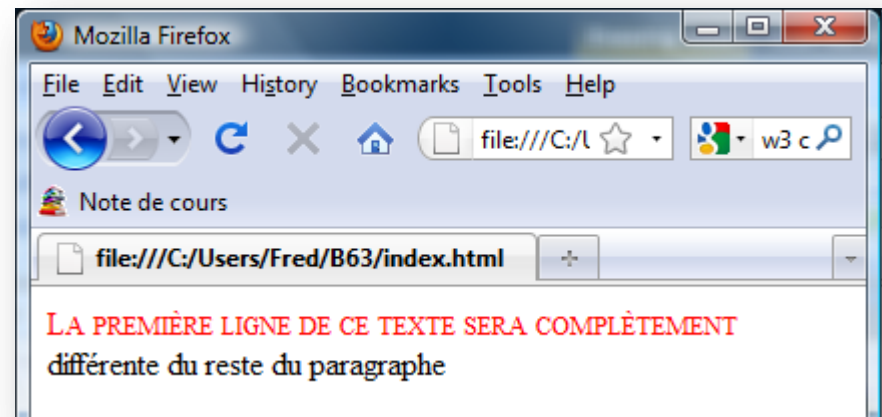 Mozilla Firefox
File Edit View History Bookmarks Tools Help
file:///C:/U w3 c
Note de cours
file:///C:/Users/Fred/B63/index.html
LA PREMIÈRE LIGNE DE CE TEXTE SERA COMPLÈTEMENT
différente du reste du paragraphe